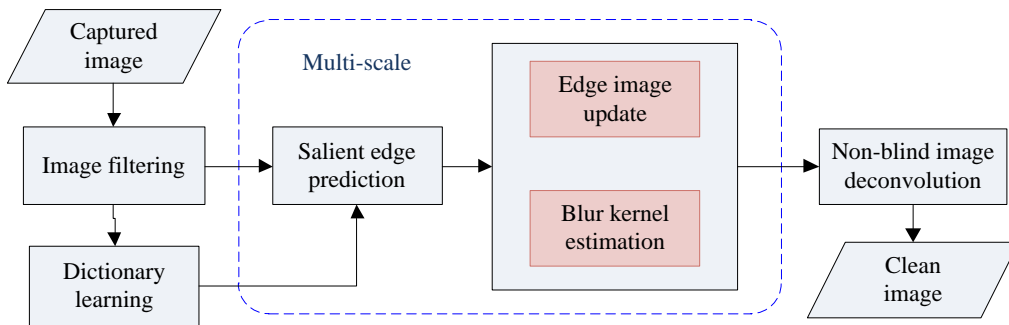 Captured
image
Image filtering
Dictionary
learning
Multi-scale
Salient edge
prediction
Edge image
update
Blur kernel
estimation
Non-blind image
deconvolution
Clean
image